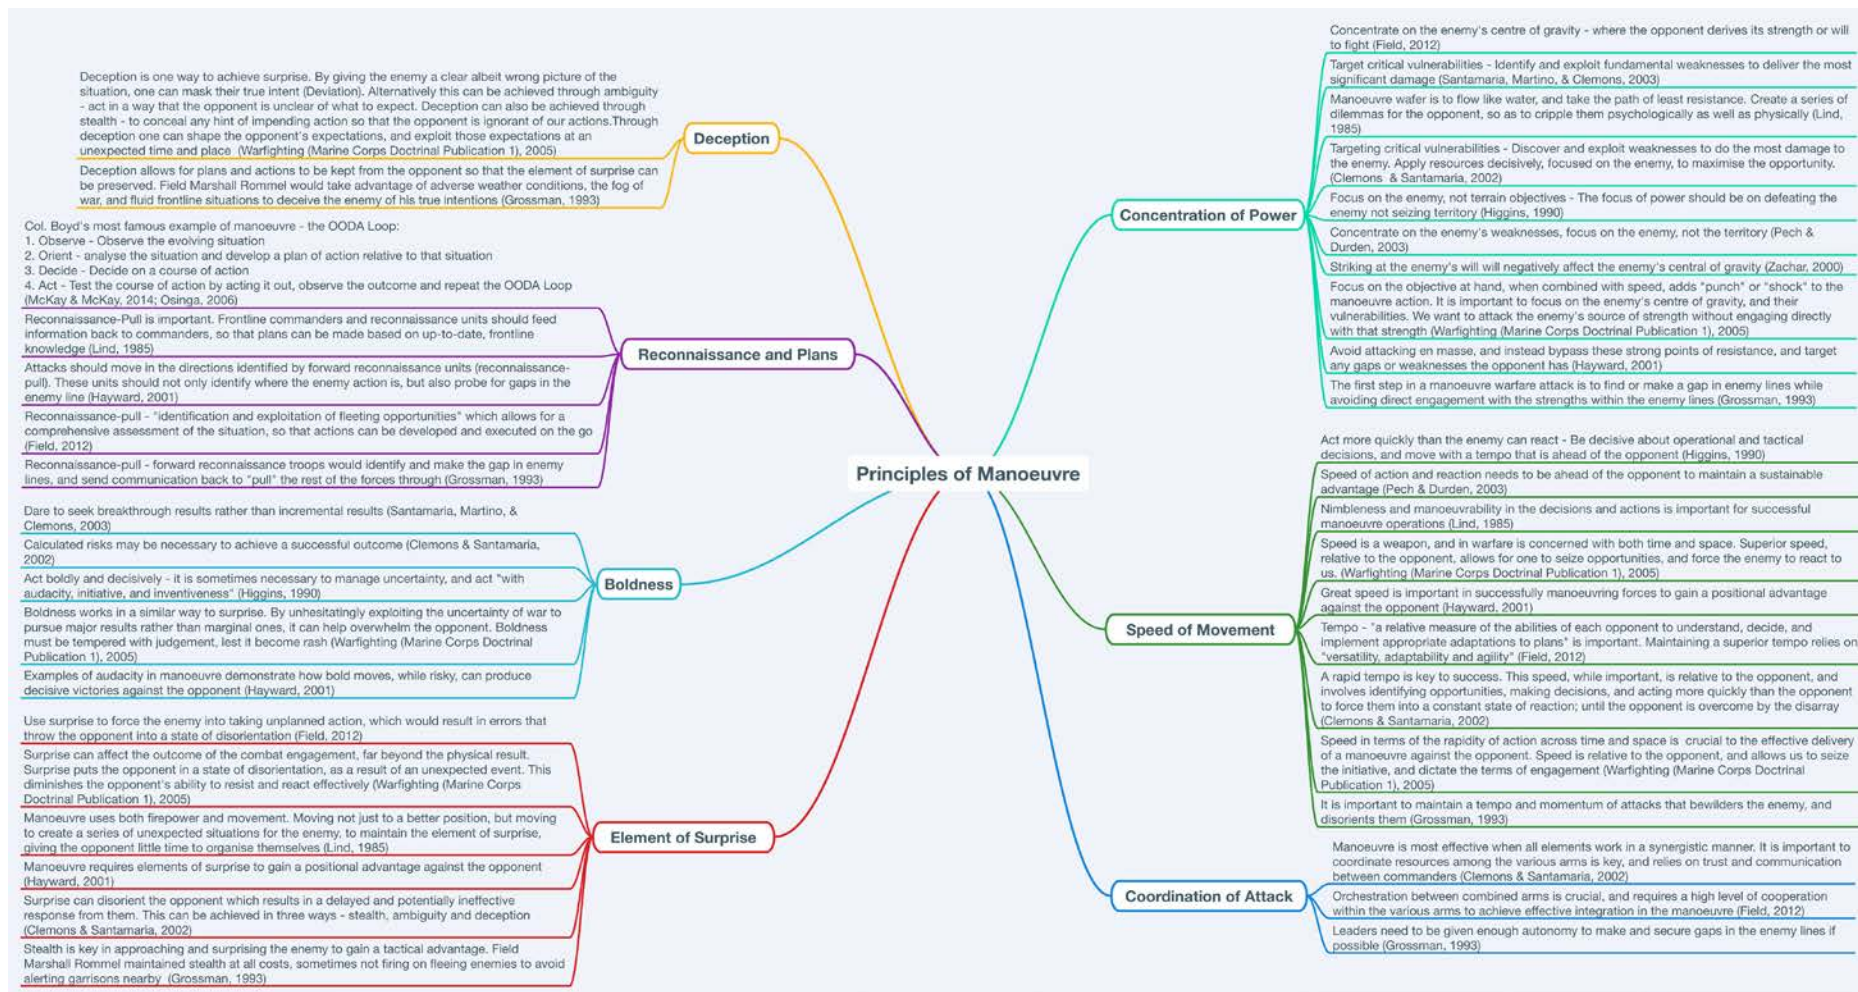 Principles of Manoeuvre
Deception
Deception is one way to achieve surprise. By giving the enemy a clear albeit wrong picture of the
situation, one can mask their true intent (Deviation). Alternatively this can be achieved through ambiguity
- act in a way that the opponent is unclear of what to expect. Deception can also be achieved through
stealth - to conceal any hint of impending action so that the opponent is ignorant of our actions.Through
deception one can shape the opponent's expectations, and exploit those expectations at an
unexpected time and place (Warfighting (Marine Corps Doctrinal Publication 1), 2005)
Deception allows for plans and actions to be kept from the opponent so that the element of surprise can
be preserved. Field Marshall Rommel would take advantage of adverse weather conditions, the fog of
war, and fluid frontline situations to deceive the enemy of his true intentions (Grossman, 1993)
Reconnaissance and Plans
Col. Boyd's most famous example of manoeuvre - the OODA Loop:
1. Observe - Observe the evolving situation
2. Orient - analyse the situation and develop a plan of action relative to that situation
3. Decide - Decide on a course of action
4. Act - Test the course of action by acting it out, observe the outcome and repeat the OODA Loop
(McKay & McKay, 2014; Osinga, 2006)
Reconnaissance-Pull is important. Frontline commanders and reconnaissance units should feed
information back to commanders, so that plans can be made based on up-to-date, frontline
knowledge (Lind, 1985)
Attacks should move in the directions identified by forward reconnaissance units (reconnaissance-
pull). These units should not only identify where the enemy action is, but also probe for gaps in the
enemy line (Hayward, 2001)
Reconnaissance-pull - "identification and exploitation of fleeting opportunities" which allows for a
comprehensive assessment of the situation, so that actions can be developed and executed on the go
(Field, 2012)
Reconnaissance-pull - forward reconnaissance troops would identify and make the gap in enemy
lines, and send communication back to "pull" the rest of the forces through (Grossman, 1993)
Boldness
Dare to seek breakthrough results rather than incremental results (Santamaria, Martino, &
Clemons, 2003)
Calculated risks may be necessary to achieve a successful outcome (Clemons & Santamaria,
2002)
Act boldly and decisively - it is sometimes necessary to manage uncertainty, and act "with
audacity, initiative, and inventiveness" (Higgins, 1990)
Boldness works in a similar way to surprise. By unhesitatingly exploiting the uncertainty of war to
pursue major results rather than marginal ones, it can help overwhelm the opponent. Boldness
must be tempered with judgement, lest it become rash (Warfighting (Marine Corps Doctrinal
Publication 1), 2005)
Examples of audacity in manoeuvre demonstrate how bold moves, while risky, can produce
decisive victories against the opponent (Hayward, 2001)
Element of Surprise
Use surprise to force the enemy into taking unplanned action, which would result in errors that
throw the opponent into a state of disorientation (Field, 2012)
Surprise can affect the outcome of the combat engagement, far beyond the physical result.
Surprise puts the opponent in a state of disorientation, as a result of an unexpected event. This
diminishes the opponent's ability to resist and react effectively (Warfighting (Marine Corps
Doctrinal Publication 1), 2005)
Manoeuvre uses both firepower and movement. Moving not just to a better position, but moving
to create a series of unexpected situations for the enemy, to maintain the element of surprise,
giving the opponent little time to organise themselves (Lind, 1985)
Manoeuvre requires elements of surprise to gain a positional advantage against the opponent
(Hayward, 2001)
Surprise can disorient the opponent which results in a delayed and potentially ineffective
response from them. This can be achieved in three ways - stealth, ambiguity and deception
(Clemons & Santamaria, 2002)
Stealth is key in approaching and surprising the enemy to gain a tactical advantage. Field
Marshall Rommel maintained stealth at all costs, sometimes not firing on fleeing enemies to avoid
alerting garrisons nearby (Grossman, 1993)
Concentration of Power
Concentrate on the enemy's centre of gravity - where the opponent derives its strength or will
to fight (Field, 2012)
Target critical vulnerabilities - Identify and exploit fundamental weaknesses to deliver the most
significant damage (Santamaria, Martino, & Clemons, 2003)
Manoeuvre wafer is to flow like water, and take the path of least resistance. Create a series of
dilemmas for the opponent, so as to cripple them psychologically as well as physically (Lind,
1985)
Targeting critical vulnerabilities - Discover and exploit weaknesses to do the most damage to
the enemy. Apply resources decisively, focused on the enemy, to maximise the opportunity.
(Clemons & Santamaria, 2002)
Focus on the enemy, not terrain objectives - The focus of power should be on defeating the
enemy not seizing territory (Higgins, 1990)
Concentrate on the enemy's weaknesses, focus on the enemy, not the territory (Pech &
Durden, 2003)
Striking at the enemy's will will negatively affect the enemy's central of gravity (Zachar, 2000)
Focus on the objective at hand, when combined with speed, adds "punch" or "shock" to the
manoeuvre action. It is important to focus on the enemy's centre of gravity, and their
vulnerabilities. We want to attack the enemy's source of strength without engaging directly
with that strength (Warfighting (Marine Corps Doctrinal Publication 1), 2005)
Avoid attacking en masse, and instead bypass these strong points of resistance, and target
any gaps or weaknesses the opponent has (Hayward, 2001)
The first step in a manoeuvre warfare attack is to find or make a gap in enemy lines while
avoiding direct engagement with the strengths within the enemy lines (Grossman, 1993)
Speed of Movement
Act more quickly than the enemy can react - Be decisive about operational and tactical
decisions, and move with a tempo that is ahead of the opponent (Higgins, 1990)
Speed of action and reaction needs to be ahead of the opponent to maintain a sustainable
advantage (Pech & Durden, 2003)
Nimbleness and manoeuvrability in the decisions and actions is important for successful
manoeuvre operations (Lind, 1985)
Speed is a weapon, and in warfare is concerned with both time and space. Superior speed,
relative to the opponent, allows for one to seize opportunities, and force the enemy to react to
us. (Warfighting (Marine Corps Doctrinal Publication 1), 2005)
Great speed is important in successfully manoeuvring forces to gain a positional advantage
against the opponent (Hayward, 2001)
Tempo - "a relative measure of the abilities of each opponent to understand, decide, and
implement appropriate adaptations to plans" is important. Maintaining a superior tempo relies on
"versatility, adaptability and agility" (Field, 2012)
A rapid tempo is key to success. This speed, while important, is relative to the opponent, and
involves identifying opportunities, making decisions, and acting more quickly than the opponent
to force them into a constant state of reaction; until the opponent is overcome by the disarray
(Clemons & Santamaria, 2002)
Speed in terms of the rapidity of action across time and space is crucial to the effective delivery
of a manoeuvre against the opponent. Speed is relative to the opponent, and allows us to seize
the initiative, and dictate the terms of engagement (Warfighting (Marine Corps Doctrinal
Publication 1), 2005)
It is important to maintain a tempo and momentum of attacks that bewilders the enemy, and
disorients them (Grossman, 1993)
Coordination of Attack
Manoeuvre is most effective when all elements work in a synergistic manner. It is important to
coordinate resources among the various arms is key, and relies on trust and communication
between commanders (Clemons & Santamaria, 2002)
Orchestration between combined arms is crucial, and requires a high level of cooperation
within the various arms to achieve effective integration in the manoeuvre (Field, 2012)
Leaders need to be given enough autonomy to make and secure gaps in the enemy lines if
possible (Grossman, 1993)